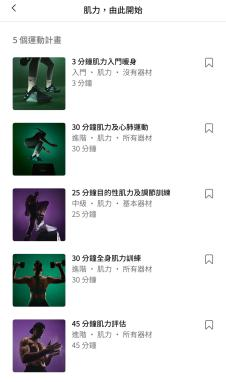 肌力，由此開始
5 個運動計畫
3 分鐘肌力入門暖身
入門 • 肌力 • 沒有器材
3 分鐘
30 分鐘肌力及心肺運動
進階 • 肌力 • 所有器材
30 分鐘
25 分鐘目的性肌力及調節訓練
中級 • 肌力 • 基本器材
25 分鐘
30 分鐘全身肌力訓練
進階 • 肌力 • 所有器材
30 分鐘
45 分鐘肌力評估
進階 • 肌力 • 所有器材
45 分鐘